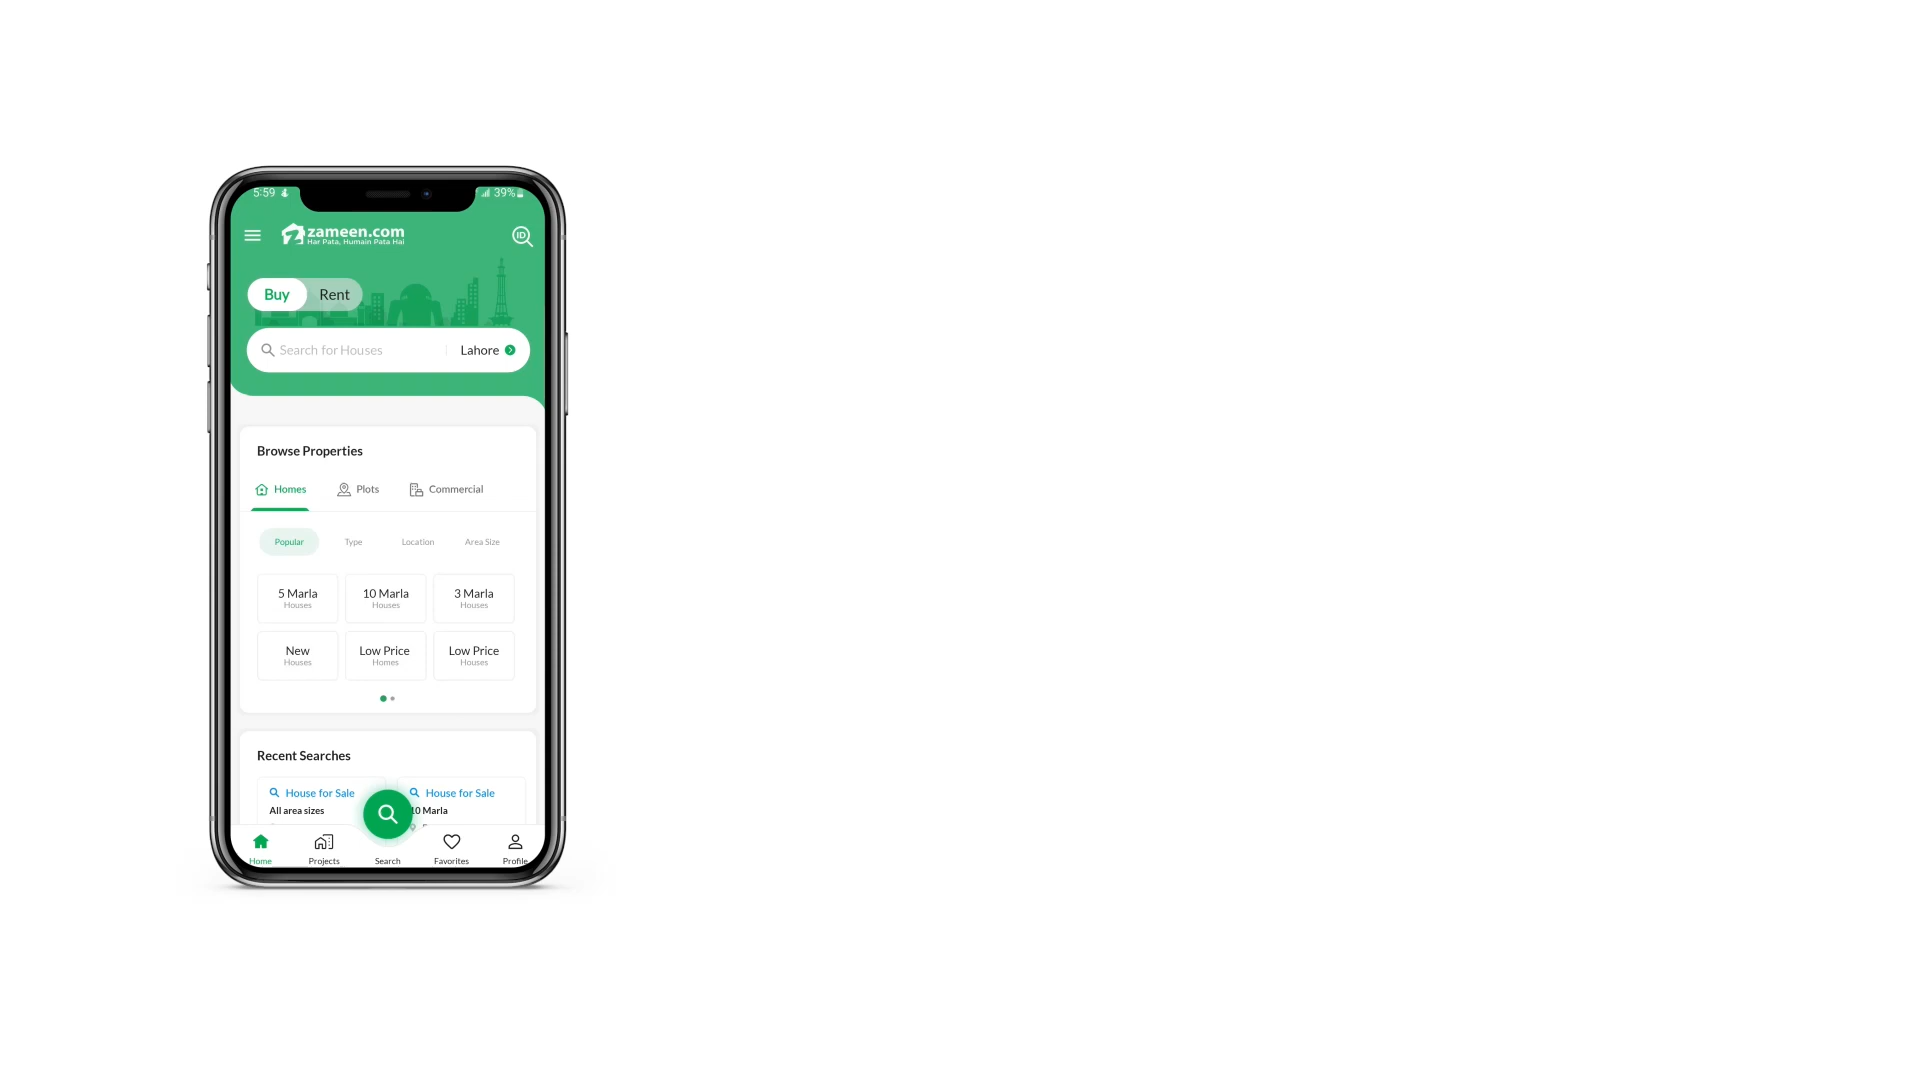 5:59
39%
zameen.com
Har Pata, Humain Pata Hai
ID
Buy Rent
Search for Houses Lahore
Browse Properties
Homes Plots Commercial
Popular Type Location Area Size
5 Marla 10 Marla 3 Marla
Houses Houses Houses
New Low Price Low Price
Houses Homes Houses
Recent Searches
House for Sale House for Sale
All area sizes 10 Marla
Home Projects Search Favorites Profile